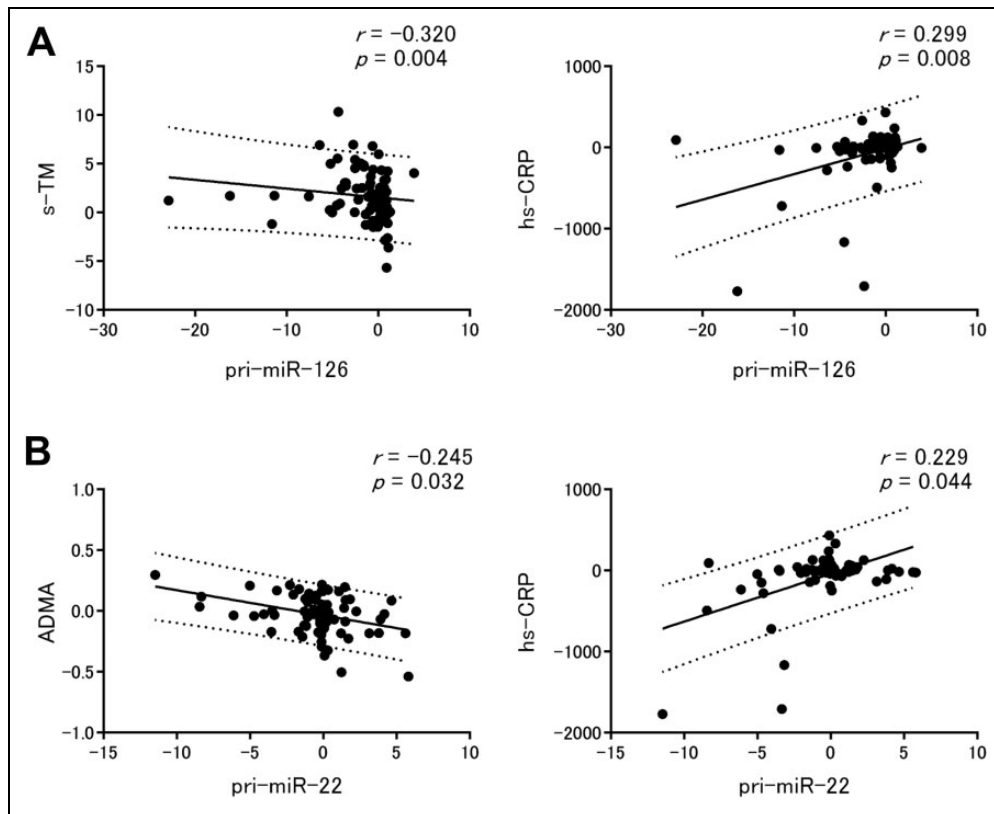 A
r = −0.320
p = 0.004
s-TM
15
10
5
0
−5
−10
−30
−20
−10
0
10
pri-miR-126
r = 0.299
p = 0.008
hs-CRP
1000
0
−1000
−2000
−30
−20
−10
0
10
pri-miR-126
B
r = −0.245
p = 0.032
ADMA
1.0
0.5
0.0
−0.5
−1.0
−15
−10
−5
0
5
10
pri-miR-22
r = 0.229
p = 0.044
hs-CRP
1000
0
−1000
−2000
−15
−10
−5
0
5
10
pri-miR-22